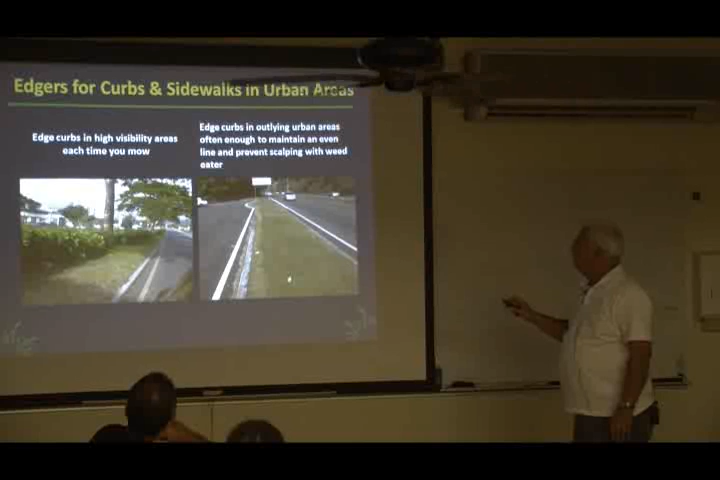 Edgers for Curbs & Sidewalks in Urban Areas
Edge curbs in high visibility areas
each time you mow
Edge curbs in outlying urban areas
often enough to maintain an even
line and prevent scalping with weed
eater